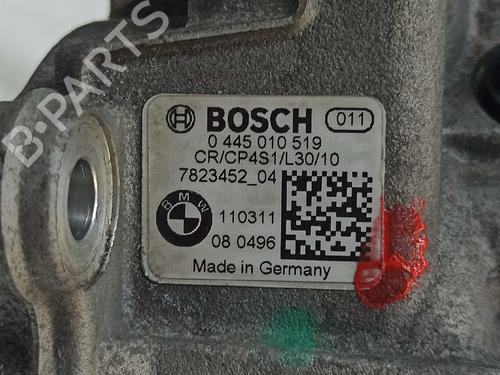 B-PARTS
BOSCH 011
0 445 010 519
CR/CP4S1/L30/10
7823452_04
BMW
110311
08 0496
Made in Germany